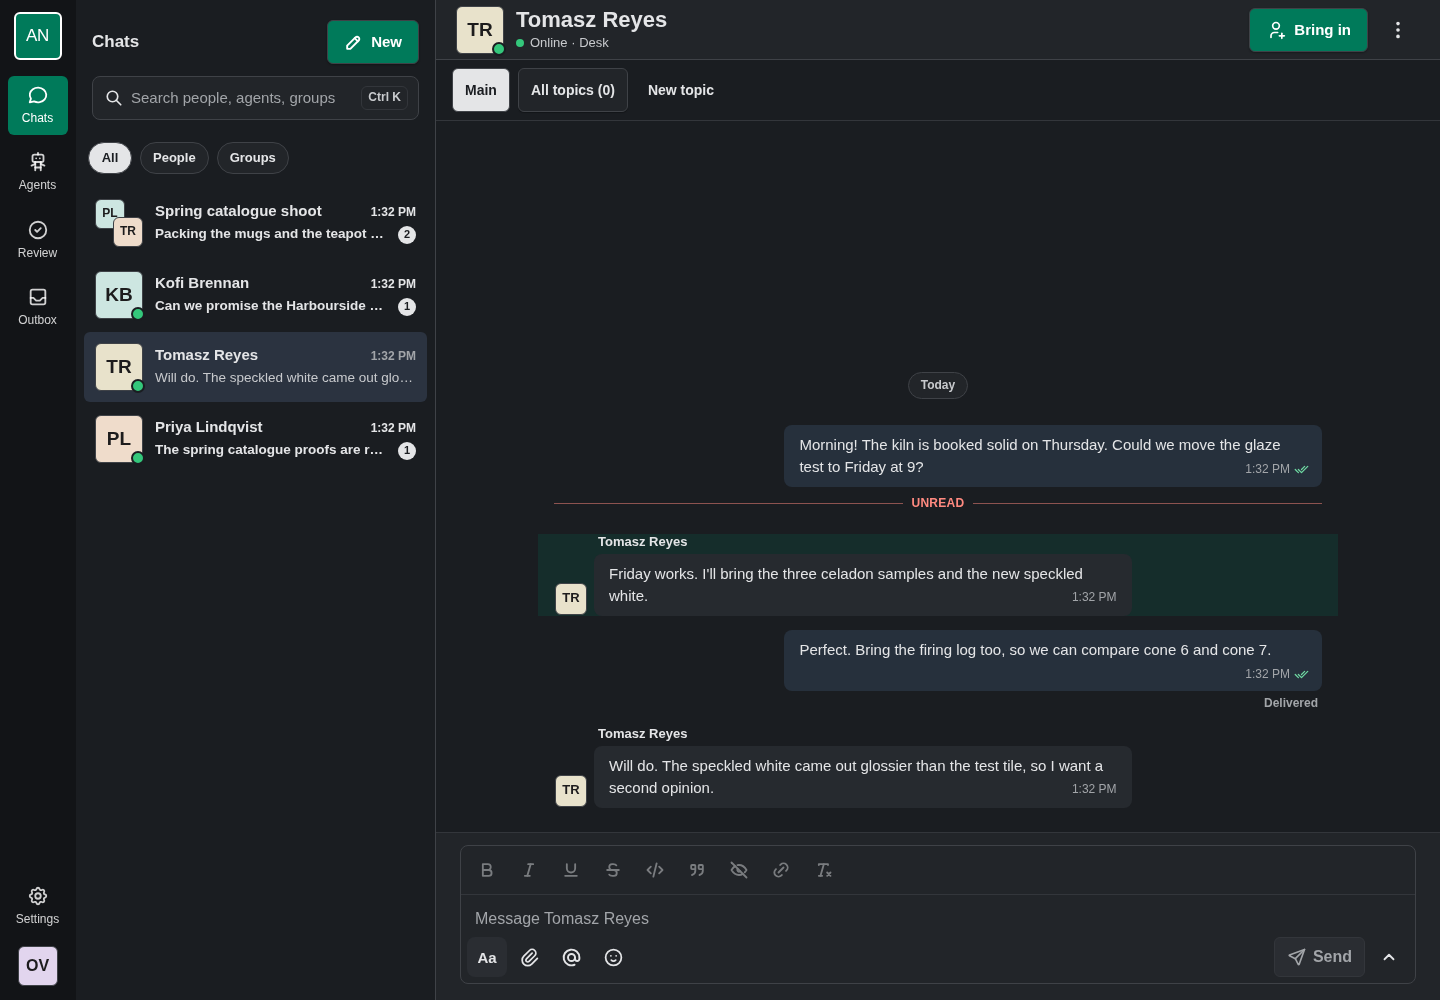 AN
Chats
Agents
Review
Outbox
Settings
OV
Chats
New
Search people, agents, groups
Ctrl K
All
People
Groups
PL
TR
Spring catalogue shoot
1:32 PM
Packing the mugs and the teapot …
2
KB
Kofi Brennan
1:32 PM
Can we promise the Harbourside …
1
TR
Tomasz Reyes
1:32 PM
Will do. The speckled white came out glo…
PL
Priya Lindqvist
1:32 PM
The spring catalogue proofs are r…
1
TR
Tomasz Reyes
Online · Desk
Bring in
Main
All topics (0)
New topic
Today
Morning! The kiln is booked solid on Thursday. Could we move the glaze
test to Friday at 9?
1:32 PM
UNREAD
Tomasz Reyes
TR
Friday works. I'll bring the three celadon samples and the new speckled
white.
1:32 PM
Perfect. Bring the firing log too, so we can compare cone 6 and cone 7.
1:32 PM
Delivered
Tomasz Reyes
TR
Will do. The speckled white came out glossier than the test tile, so I want a
second opinion.
1:32 PM
Message Tomasz Reyes
Aa
Send